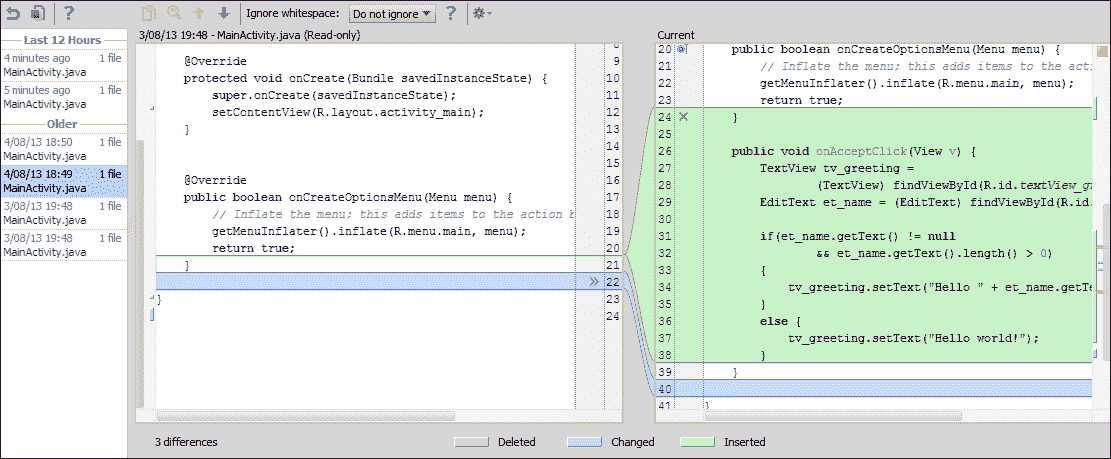 Ignore whitespace: Do not ignore
Last 12 Hours
4 minutes ago 1 file
MainActivity.java
5 minutes ago 1 file
MainActivity.java
Older
4/08/13 18:50 1 file
MainActivity.java
4/08/13 18:49 1 file
MainActivity.java
3/08/13 19:48 1 file
MainActivity.java
3/08/13 19:48 1 file
MainActivity.java
3/08/13 19:48 - MainActivity.java (Read-only)
8
@Override 9
protected void onCreate(Bundle savedInstanceState) { 10
super.onCreate(savedInstanceState); 11
setContentView(R.layout.activity_main); 12
} 13
14
15
@Override 16
public boolean onCreateOptionsMenu(Menu menu) { 17
// Inflate the menu; this adds items to the action b 18
getMenuInflater().inflate(R.menu.main, menu); 19
return true; 20
} 21
22
} 23
24
Current
20 public boolean onCreateOptionsMenu(Menu menu) {
21 // Inflate the menu; this adds items to the acti
22 getMenuInflater().inflate(R.menu.main, menu);
23 return true;
24 }
25
26 public void onAcceptClick(View v) {
27 TextView tv_greeting =
28 (TextView) findViewById(R.id.textView_gr
29 EditText et_name = (EditText) findViewById(R.id.
30
31 if(et_name.getText() != null
32 && et_name.getText().length() > 0)
33 {
34 tv_greeting.setText("Hello " + et_name.getTe
35 }
36 else {
37 tv_greeting.setText("Hello world!");
38 }
39 }
40
41 }
3 differences
Deleted
Changed
Inserted